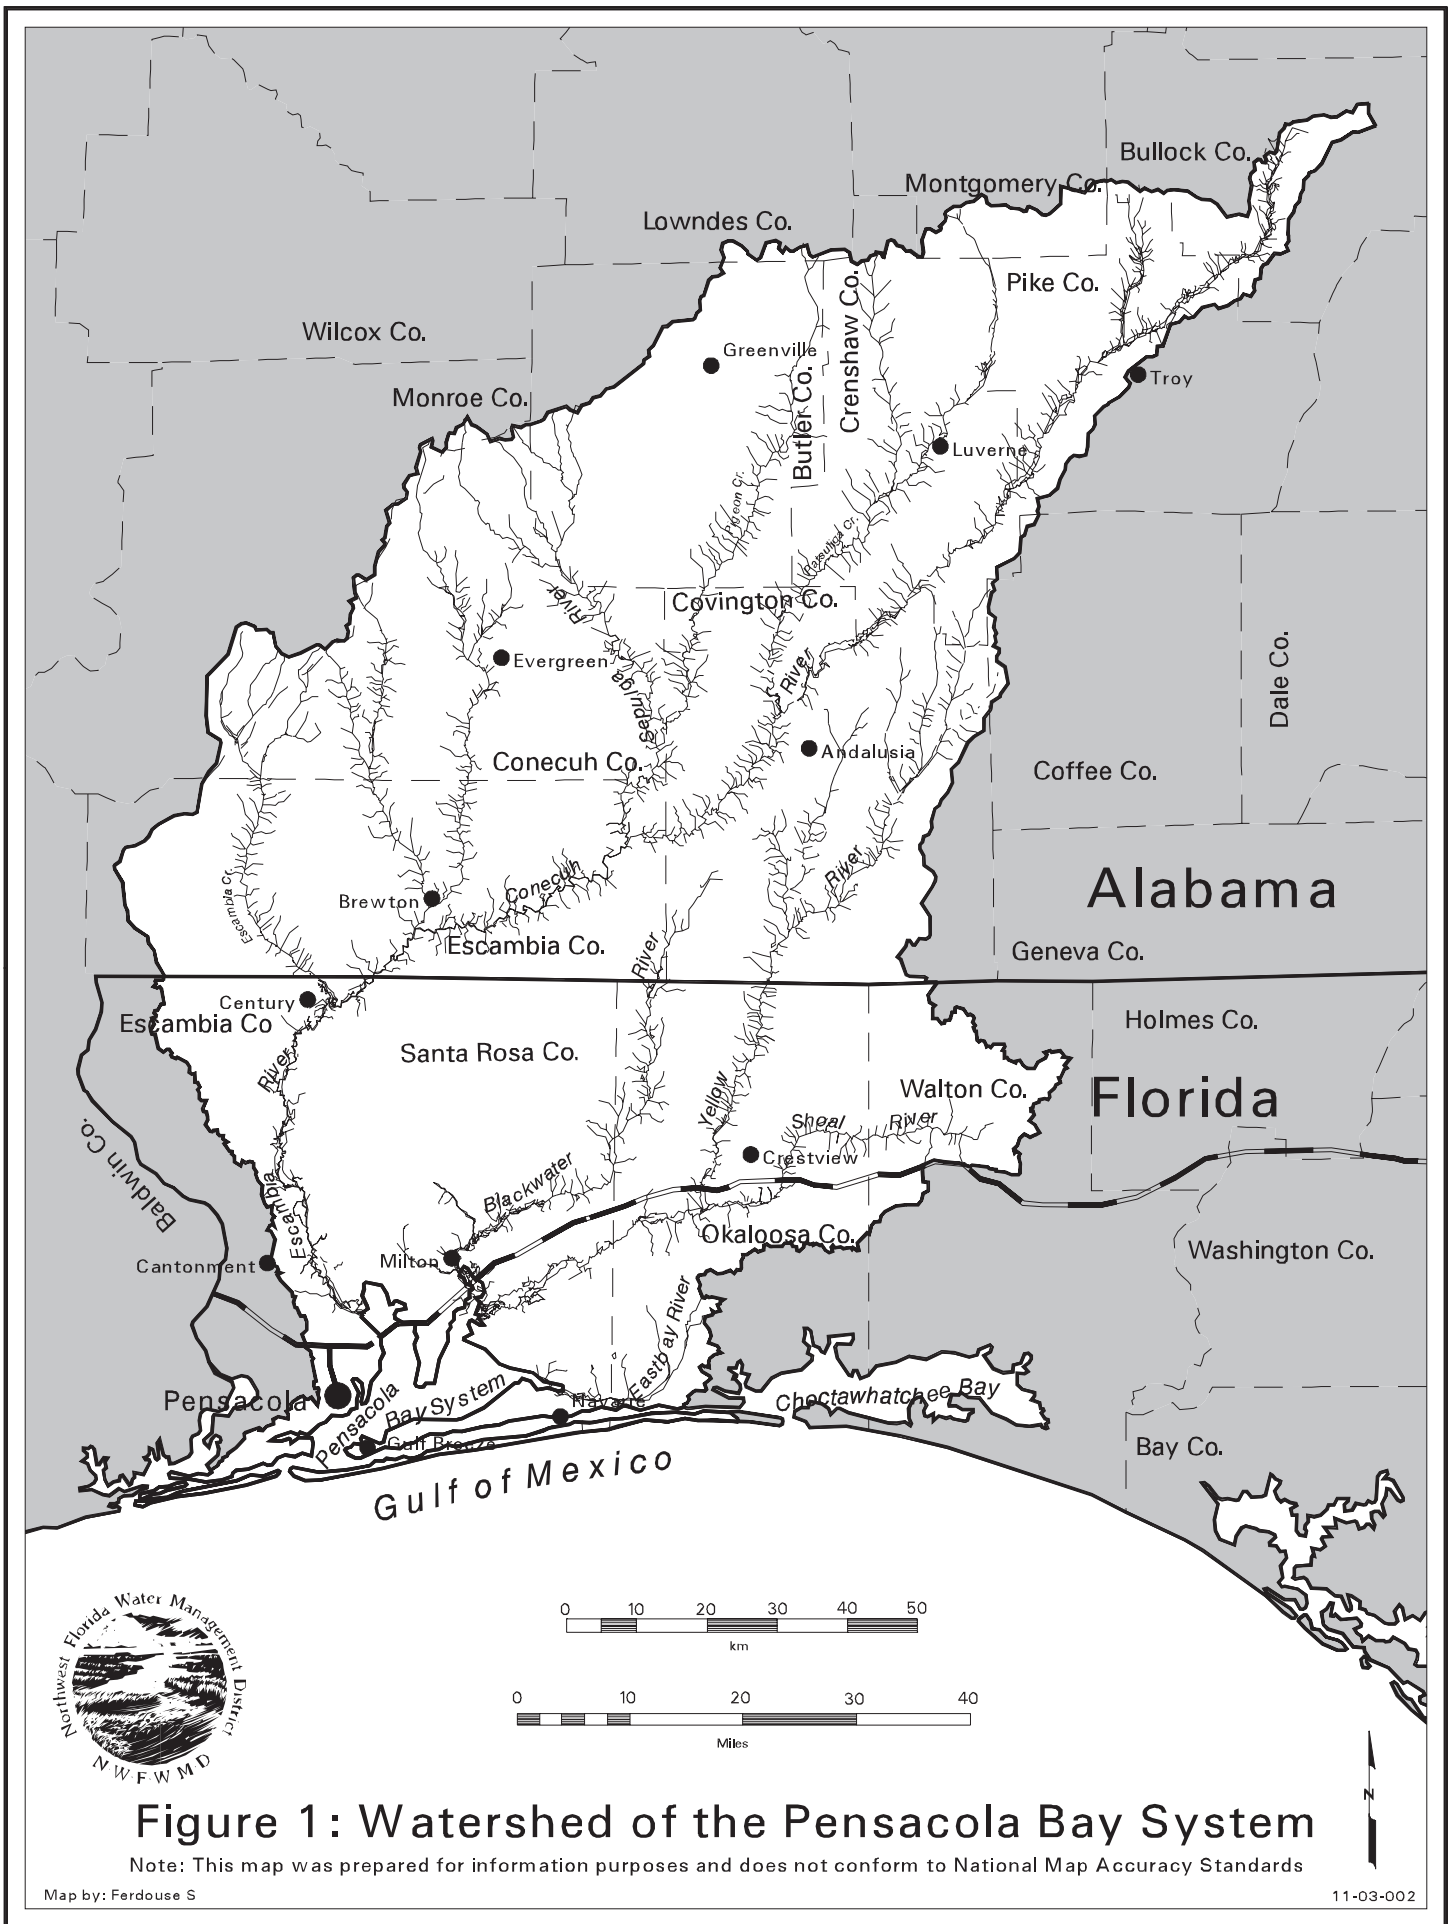 Bullock Co.
Montgomery Co.
Lowndes Co.
Pike Co.
Crenshaw Co.
Wilcox Co.
Greenville
Butler Co.
Troy
Monroe Co.
Luverne
Pigeon Cr.
Patsaliga Cr.
River
Covington Co.
Evergreen
Sepulga
River
Dale Co.
Andalusia
Conecuh Co.
Coffee Co.
River
Conecuh
Alabama
Escambia Cr.
Brewton
Escambia Co.
River
Geneva Co.
Century
Escambia Co
Holmes Co.
Santa Rosa Co.
River
Walton Co.
Florida
Yellow
Shoal River
Baldwin Co.
Crestview
Blackwater
Escambia
Okaloosa Co.
Washington Co.
Cantonment
Milton
Eastbay River
Pensacola
Pensacola
Bay System
Navarre
Choctawhatchee Bay
Gulf Breeze
Bay Co.
Gulf of Mexico
Northwest Florida Water Management District
N·W·F·W·M·D
0 10 20 30 40 50
km
0 10 20 30 40
Miles
N
Figure 1: Watershed of the Pensacola Bay System
Note: This map was prepared for information purposes and does not conform to National Map Accuracy Standards
Map by: Ferdouse S
11-03-002